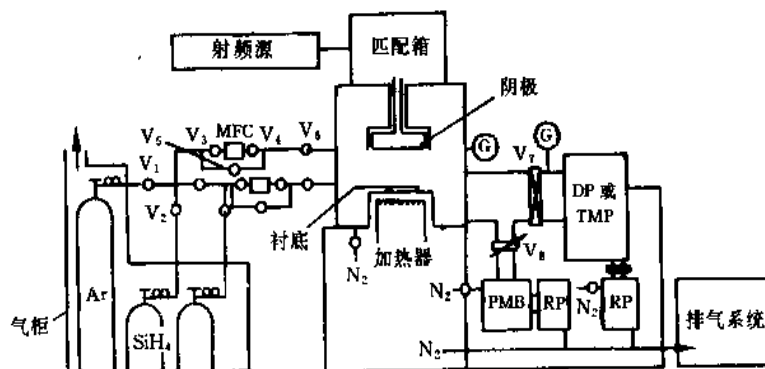 射频源
匹配箱
阴极
V₅
V₃
MFC
V₄
V₆
G
G
V₇
V₁
DP 或
TMP
V₂
衬底
加热器
N₂
V₈
Ar
SiH₄
气柜
N₂
PMB
RP
N₂
RP
排气系统
N₂